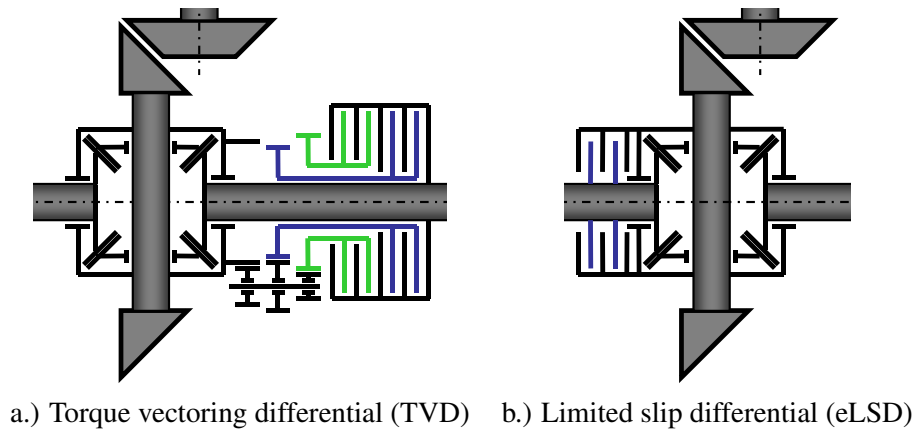 a.) Torque vectoring differential (TVD)
b.) Limited slip differential (eLSD)